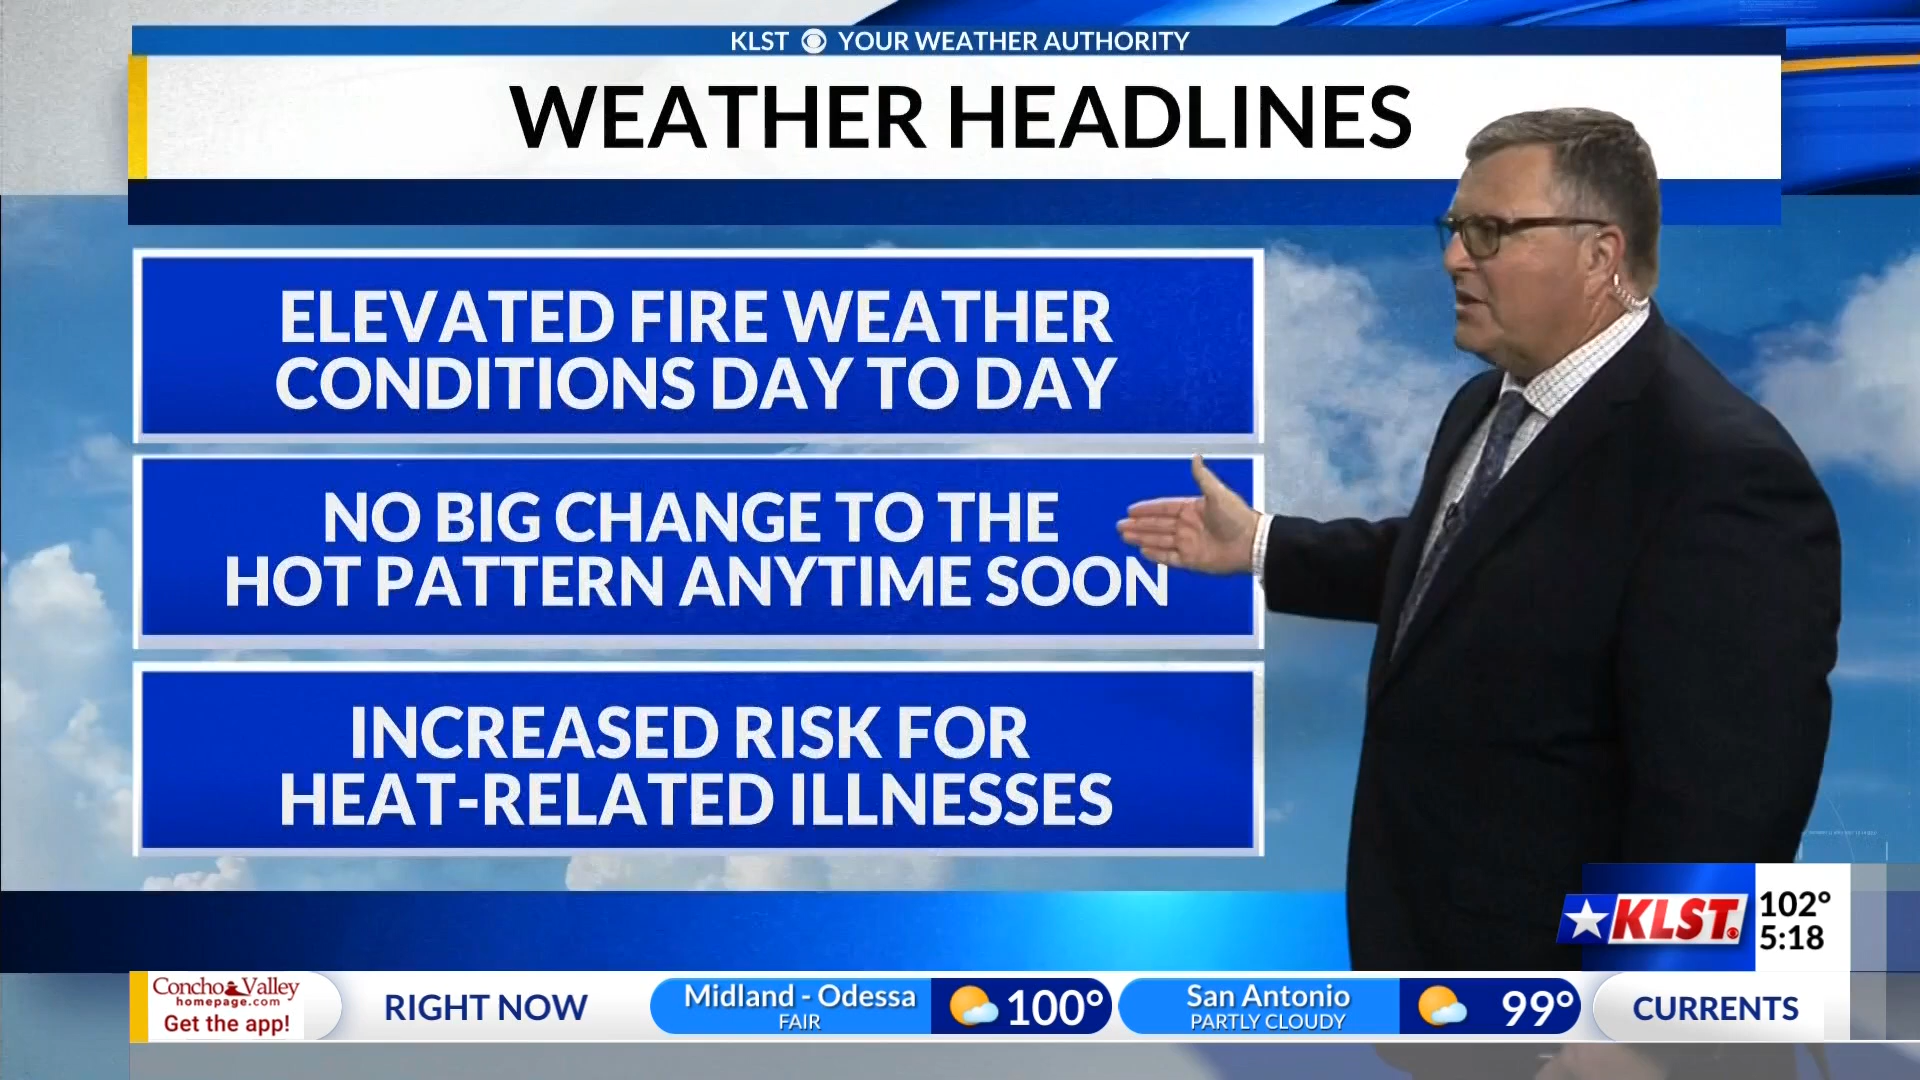 KLST YOUR WEATHER AUTHORITY
WEATHER HEADLINES
ELEVATED FIRE WEATHER
CONDITIONS DAY TO DAY
NO BIG CHANGE TO THE
HOT PATTERN ANYTIME SOON
INCREASED RISK FOR
HEAT-RELATED ILLNESSES
KLST
102°
5:18
Concho Valley
homepage.com
Get the app!
RIGHT NOW
Midland - Odessa
FAIR
100°
San Antonio
PARTLY CLOUDY
99°
CURRENTS